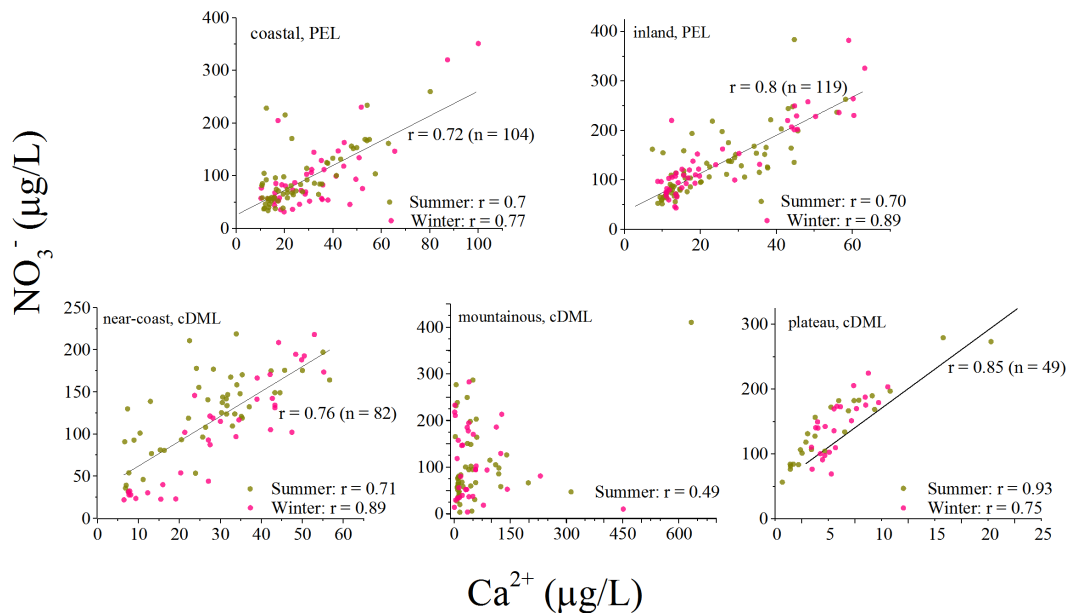 NO₃⁻ (µg/L)
coastal, PEL
400
300
200
100
0
0 20 40 60 80 100
r = 0.72 (n = 104)
Summer: r = 0.7
Winter: r = 0.77
inland, PEL
400
300
200
100
0
0 20 40 60
r = 0.8 (n = 119)
Summer: r = 0.70
Winter: r = 0.89
near-coast, cDML
250
200
150
100
50
0
0 10 20 30 40 50 60
r = 0.76 (n = 82)
Summer: r = 0.71
Winter: r = 0.89
mountainous, cDML
400
300
200
100
0
0 150 300 450 600
Summer: r = 0.49
plateau, cDML
300
200
100
0
0 5 10 15 20 25
r = 0.85 (n = 49)
Summer: r = 0.93
Winter: r = 0.75
Ca²⁺ (µg/L)